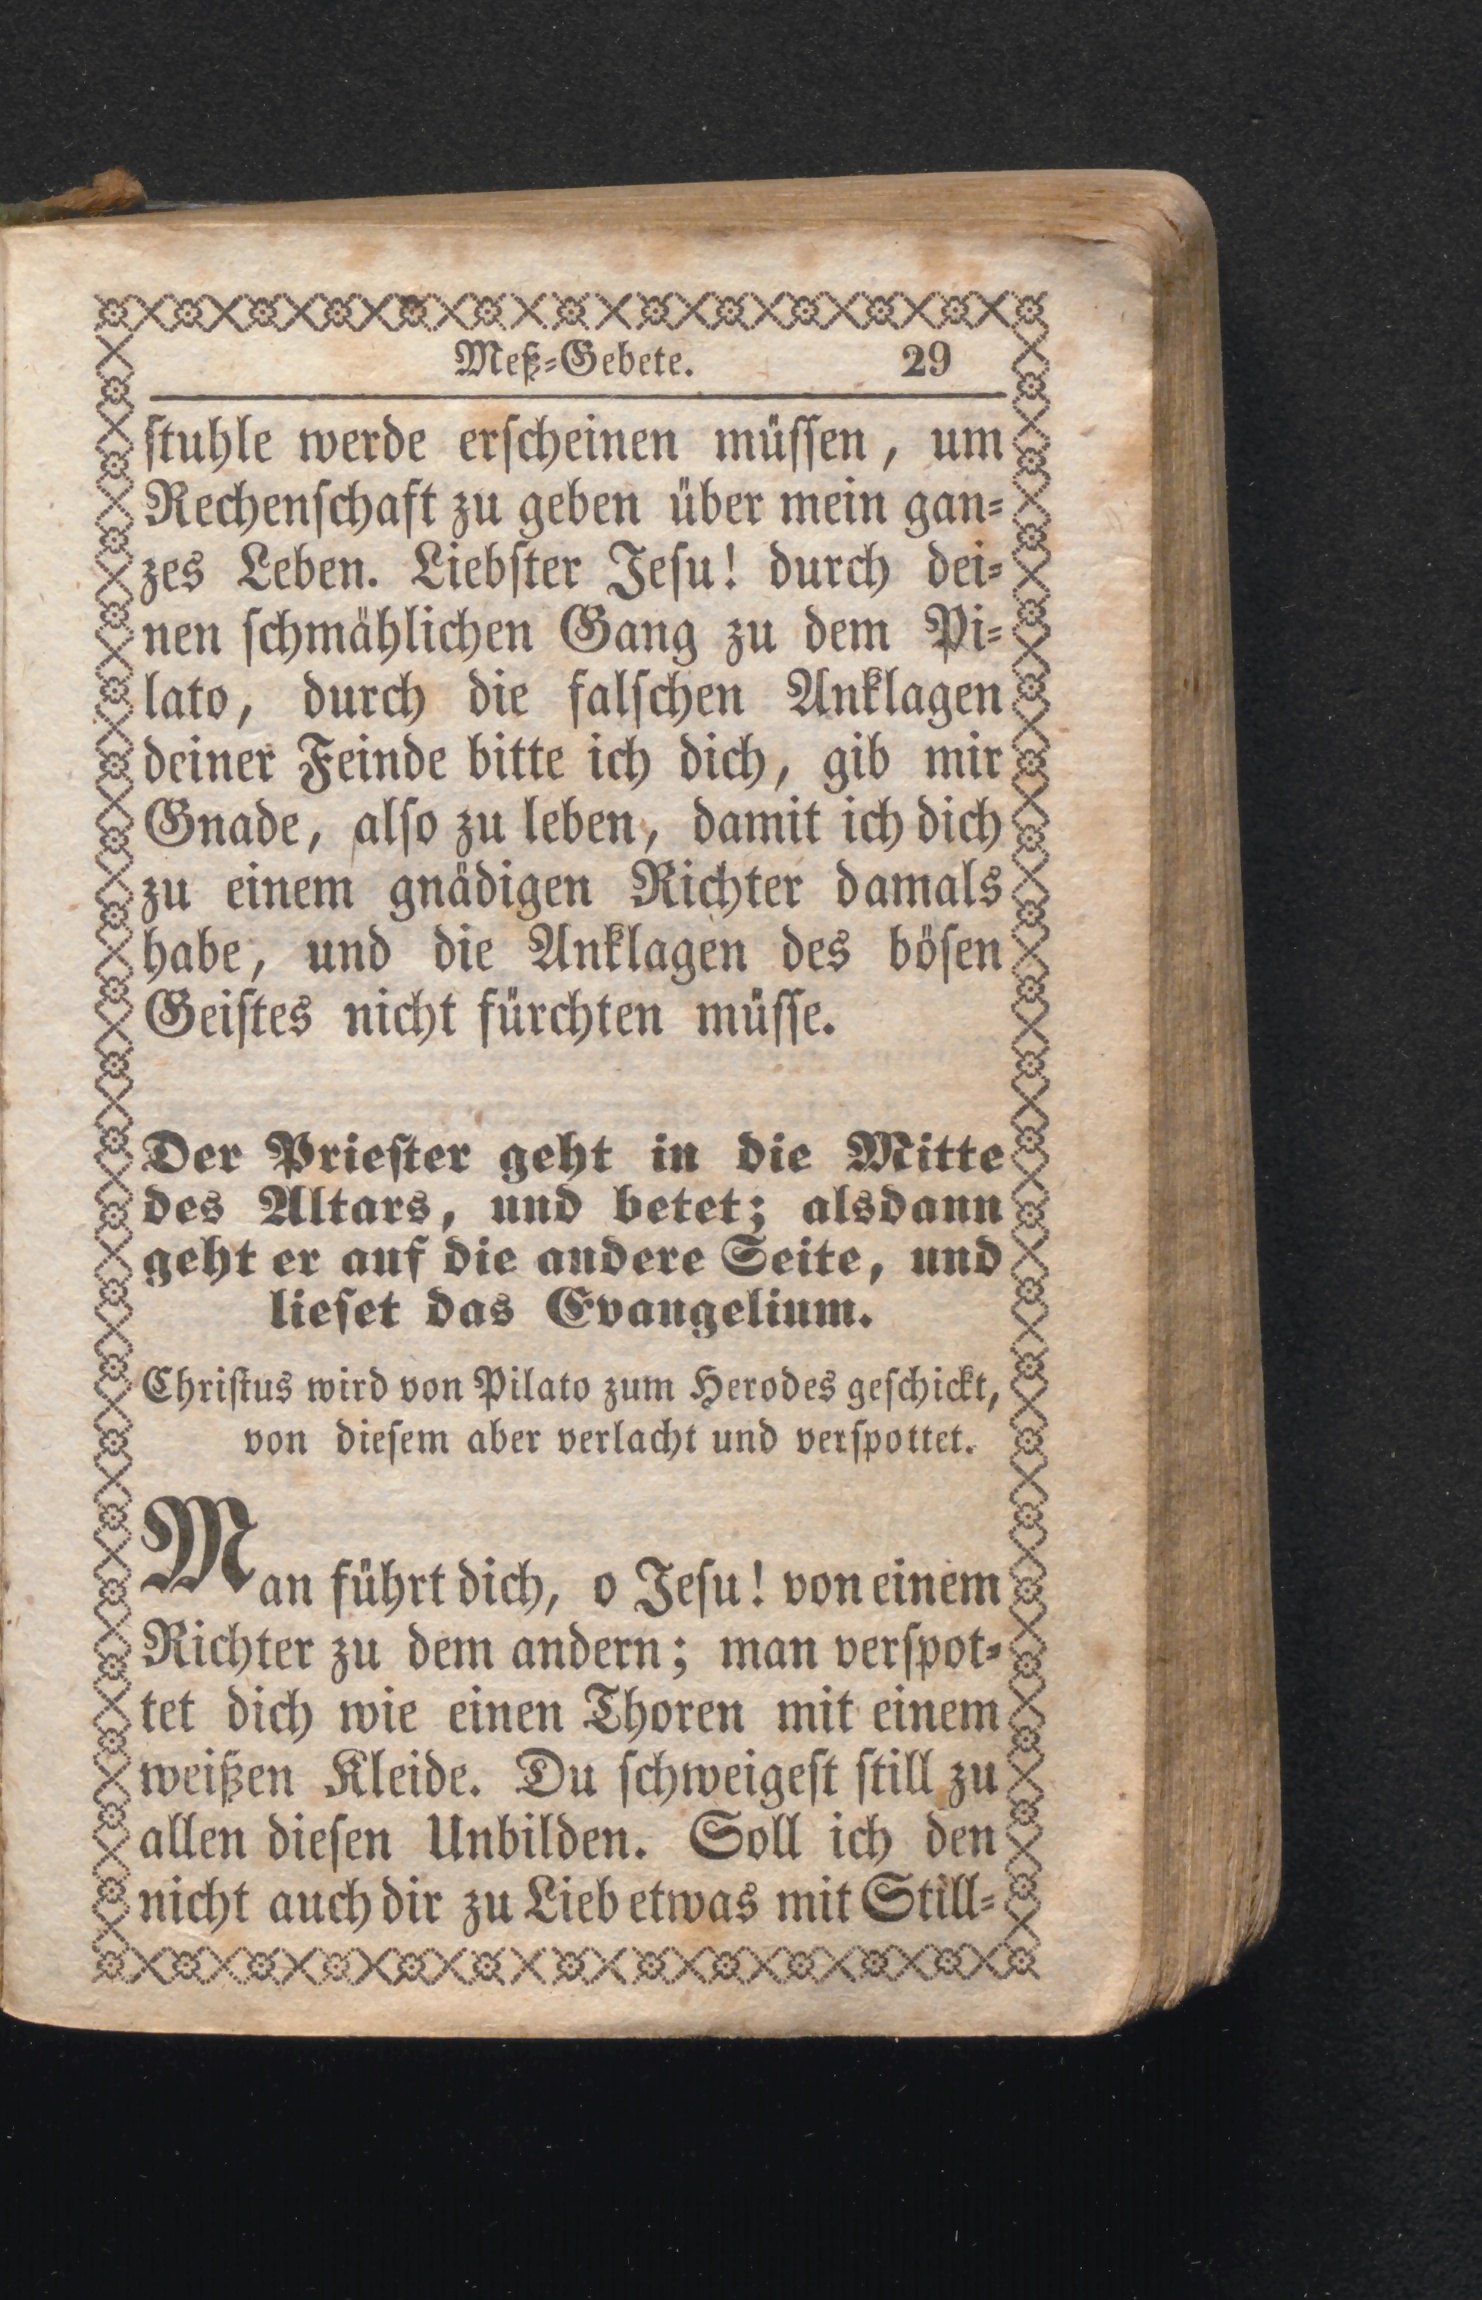 Meß-Gebete. 29
stuhle werde erscheinen müssen, um
Rechenschaft zu geben über mein gan-
zes Leben. Liebster Jesu! durch dei-
nen schmählichen Gang zu dem Pi-
lato, durch die falschen Anklagen
deiner Feinde bitte ich dich, gib mir
Gnade, also zu leben, damit ich dich
zu einem gnädigen Richter damals
habe, und die Anklagen des bösen
Geistes nicht fürchten müsse.
Der Priester geht in die Mitte
des Altars, und betet; alsdann
geht er auf die andere Seite, und
lieset das Evangelium.
Christus wird von Pilato zum Herodes geschickt,
von diesem aber verlacht und verspottet.
Man führt dich, o Jesu! von einem
Richter zu dem andern; man verspot-
tet dich wie einen Thoren mit einem
weißen Kleide. Du schweigest still zu
allen diesen Unbilden. Soll ich den
nicht auch dir zu Lieb etwas mit Still-